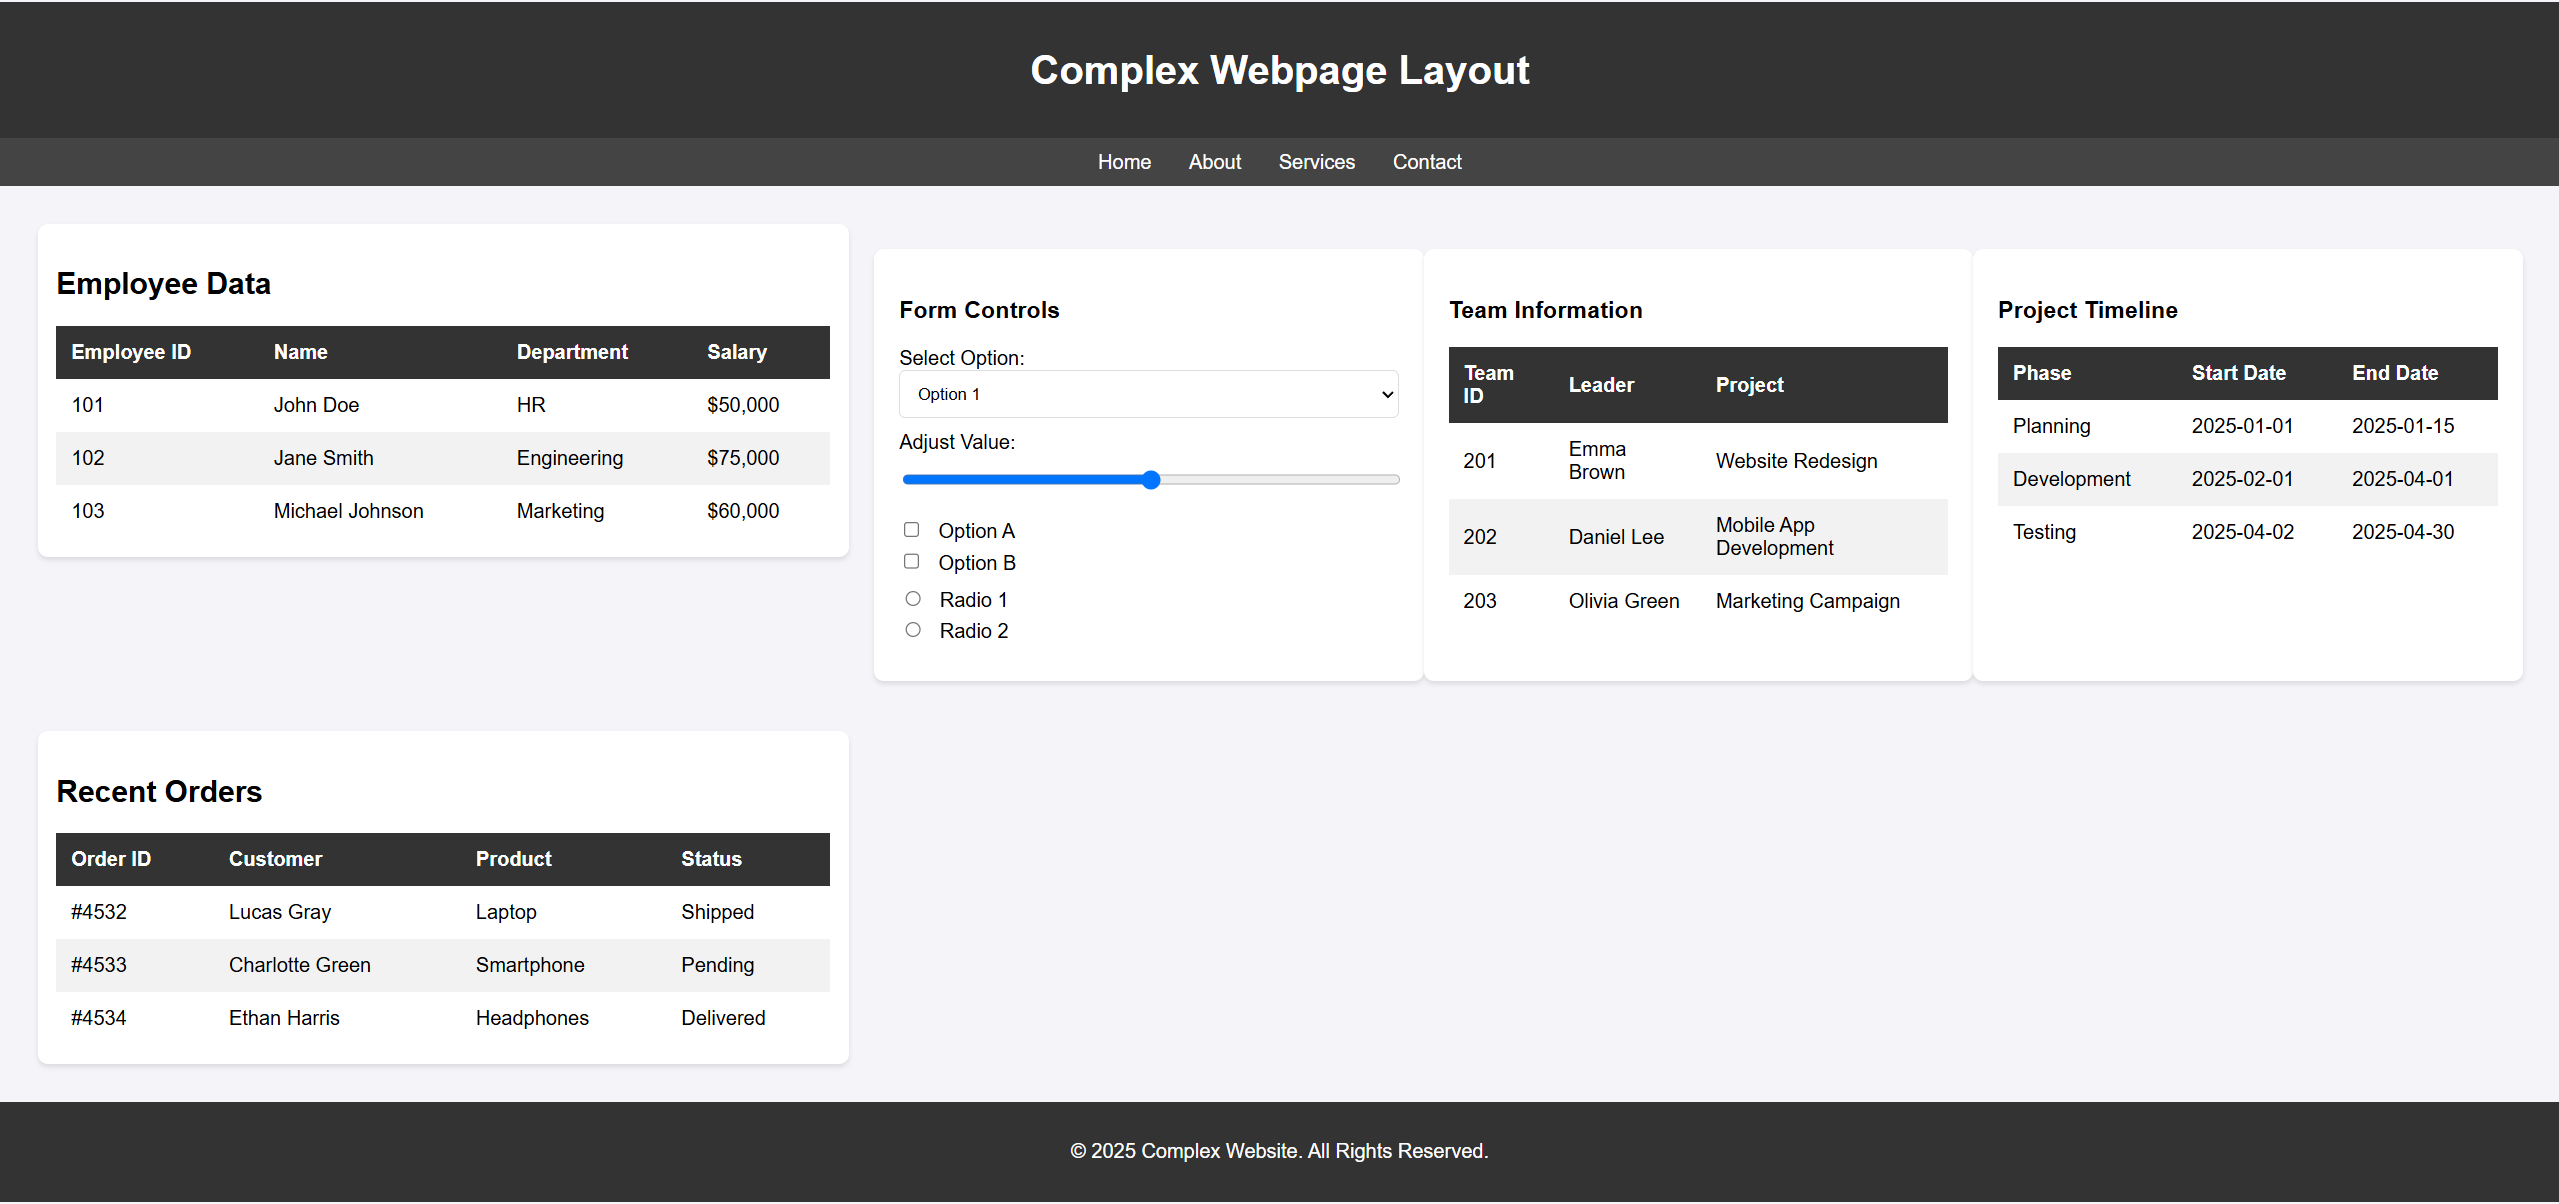 Complex Webpage Layout
Home About Services Contact
Employee Data
Employee ID Name Department Salary
101 John Doe HR $50,000
102 Jane Smith Engineering $75,000
103 Michael Johnson Marketing $60,000
Form Controls
Select Option:
Option 1
Adjust Value:
Option A
Option B
Radio 1
Radio 2
Team Information
Team
ID
Leader Project
201
Emma
Brown
Website Redesign
202 Daniel Lee
Mobile App
Development
203 Olivia Green Marketing Campaign
Project Timeline
Phase Start Date End Date
Planning 2025-01-01 2025-01-15
Development 2025-02-01 2025-04-01
Testing 2025-04-02 2025-04-30
Recent Orders
Order ID Customer Product Status
#4532 Lucas Gray Laptop Shipped
#4533 Charlotte Green Smartphone Pending
#4534 Ethan Harris Headphones Delivered
© 2025 Complex Website. All Rights Reserved.